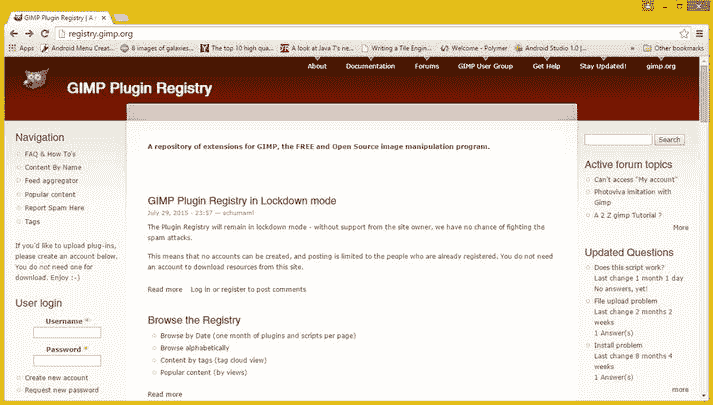 GIMP Plugin Registry | A r
registry.gimp.org
Apps
Android Menu Creat...
8 images of galaxies...
The top 10 high qua...
A look at Java 7's ne...
Writing a Tile Engin...
Welcome - Polymer
Android Studio 1.0 |...
»
Other bookmarks
About
Documentation
Forums
GIMP User Group
Get Help
Stay Updated!
gimp.org
GIMP Plugin Registry
Navigation
FAQ & How To's
Content By Name
Feed aggregator
Popular content
Report Spam Here
Tags
If you'd like to upload plug-ins,
please create an account below.
You do not need one for
download. Enjoy :-)
User login
Username *
Password *
Create new account
Request new password
A repository of extensions for GIMP, the FREE and Open Source image manipulation program.
GIMP Plugin Registry in Lockdown mode
July 29, 2015 - 23:57 — schumaml
The Plugin Registry will remain in lockdown mode - without support from the site owner, we have no chance of fighting the
spam attacks.
This means that no accounts can be created, and posting is limited to the people who are already registered. You do not need
an account to download resources from this site.
Read more
Log in or register to post comments
Browse the Registry
Browse by Date (one month of plugins and scripts per page)
Browse alphabetically
Content by tags (tag cloud view)
Popular content (by views)
Read more
Search
Active forum topics
Can't access "My account"
Photoviva Imitation with
Gimp
A 2 Z gimp Tutorial ?
More
Updated Questions
Does this script work?
Last change 1 month 1 day
No answers, yet!
File upload problem
Last change 2 months 2
weeks
1 Answer(s)
Install problem
Last change 8 months 4
weeks
1 Answer(s)
more